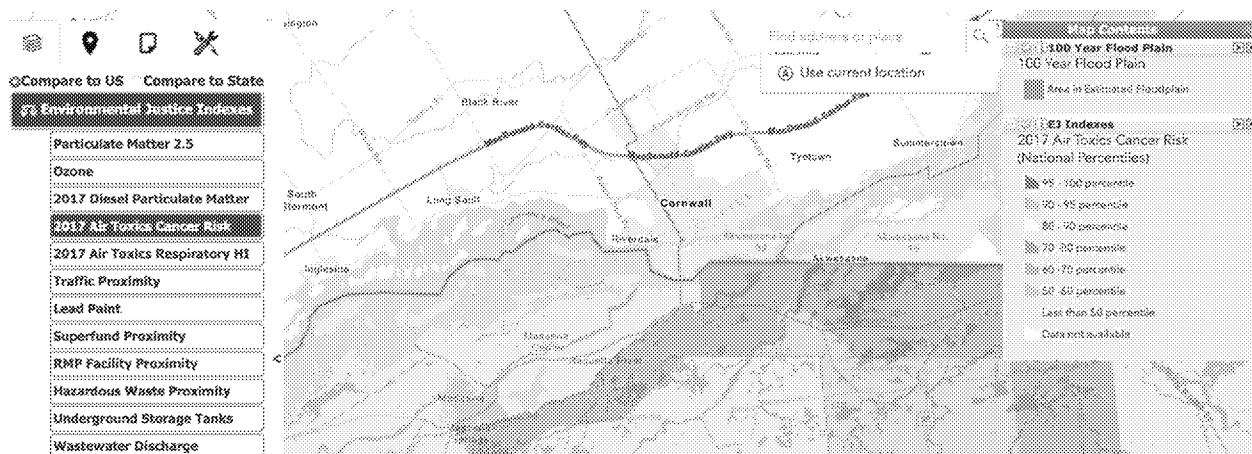 Compare to US Compare to State
Environmental Justice Indexes
Particulate Matter 2.5
Ozone
2017 Diesel Particulate Matter
2017 Air Toxics Cancer Risk
2017 Air Toxics Respiratory HI
Traffic Proximity
Lead Paint
Superfund Proximity
RMP Facility Proximity
Hazardous Waste Proximity
Underground Storage Tanks
Wastewater Discharge
Black River
South
Stormont
Long Sault
Cornwall
Tyotown
Summerstown
Riverdale
Ingleside
Akwesasne
Massena
Find address or place
Use current location
Map Contents
100 Year Flood Plain
100 Year Flood Plain
Area in Estimated Floodplain
EJ Indexes
2017 Air Toxics Cancer Risk
(National Percentiles)
95 - 100 percentile
90 - 95 percentile
80 - 90 percentile
70 -80 percentile
60 -70 percentile
50 -60 percentile
Less than 50 percentile
Data not available